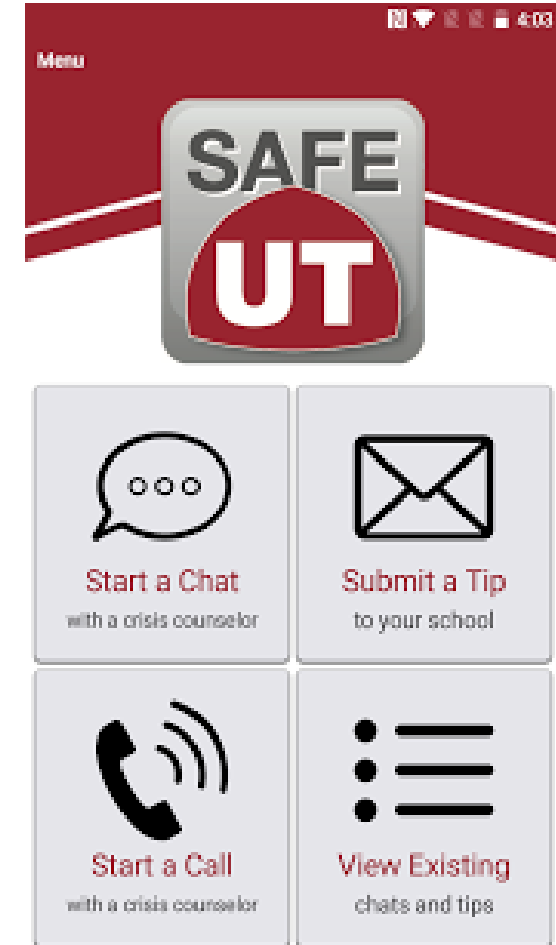 4:03
Menu
SAFE
UT
Start a Chat
with a crisis counselor
Submit a Tip
to your school
Start a Call
with a crisis counselor
View Existing
chats and tips